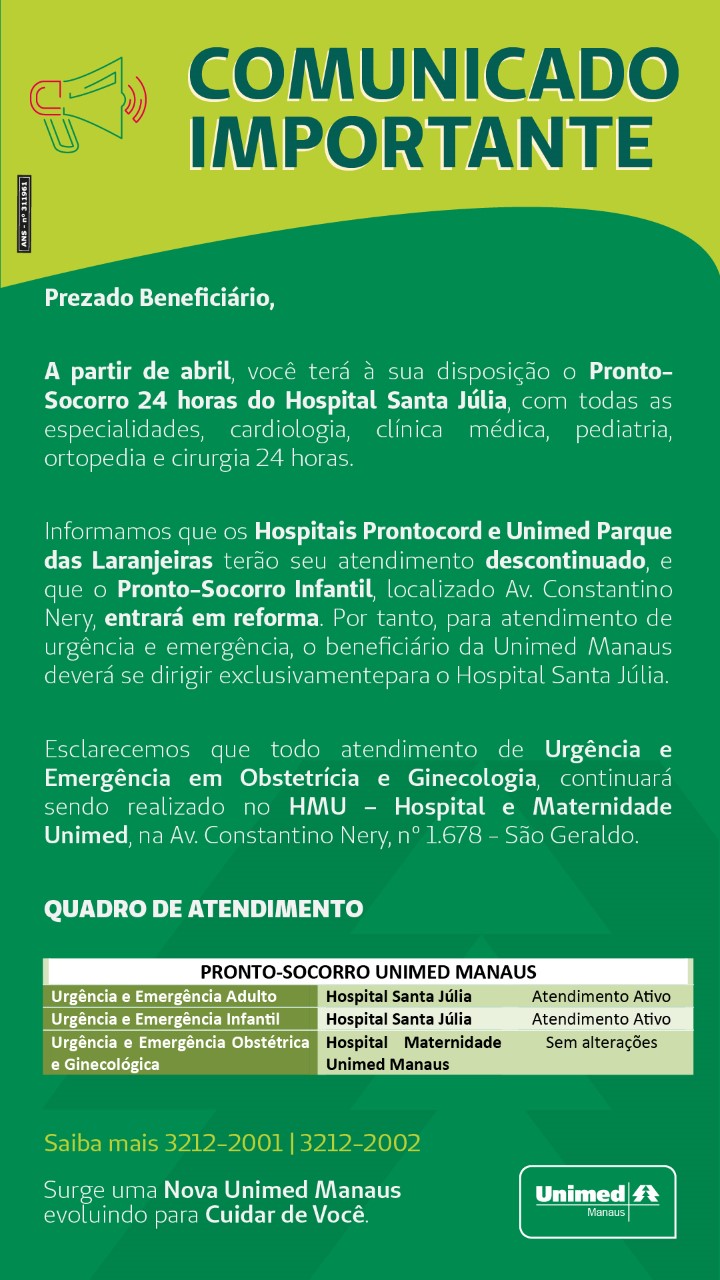 COMUNICADO
IMPORTANTE
ANS - nº 311961
Prezado Beneficiário,
A partir de abril, você terá à sua disposição o Pronto-
Socorro 24 horas do Hospital Santa Júlia, com todas as
especialidades, cardiologia, clínica médica, pediatria,
ortopedia e cirurgia 24 horas.
Informamos que os Hospitais Prontocord e Unimed Parque
das Laranjeiras terão seu atendimento descontinuado, e
que o Pronto-Socorro Infantil, localizado Av. Constantino
Nery, entrará em reforma. Por tanto, para atendimento de
urgência e emergência, o beneficiário da Unimed Manaus
deverá se dirigir exclusivamentepara o Hospital Santa Júlia.
Esclarecemos que todo atendimento de Urgência e
Emergência em Obstetrícia e Ginecologia, continuará
sendo realizado no HMU – Hospital e Maternidade
Unimed, na Av. Constantino Nery, nº 1.678 - São Geraldo.
QUADRO DE ATENDIMENTO
PRONTO-SOCORRO UNIMED MANAUS
Urgência e Emergência Adulto Hospital Santa Júlia Atendimento Ativo
Urgência e Emergência Infantil Hospital Santa Júlia Atendimento Ativo
Urgência e Emergência Obstétrica Hospital Maternidade Sem alterações
e Ginecológica Unimed Manaus
Saiba mais 3212-2001 | 3212-2002
Surge uma Nova Unimed Manaus
evoluindo para Cuidar de Você.
Unimed
Manaus